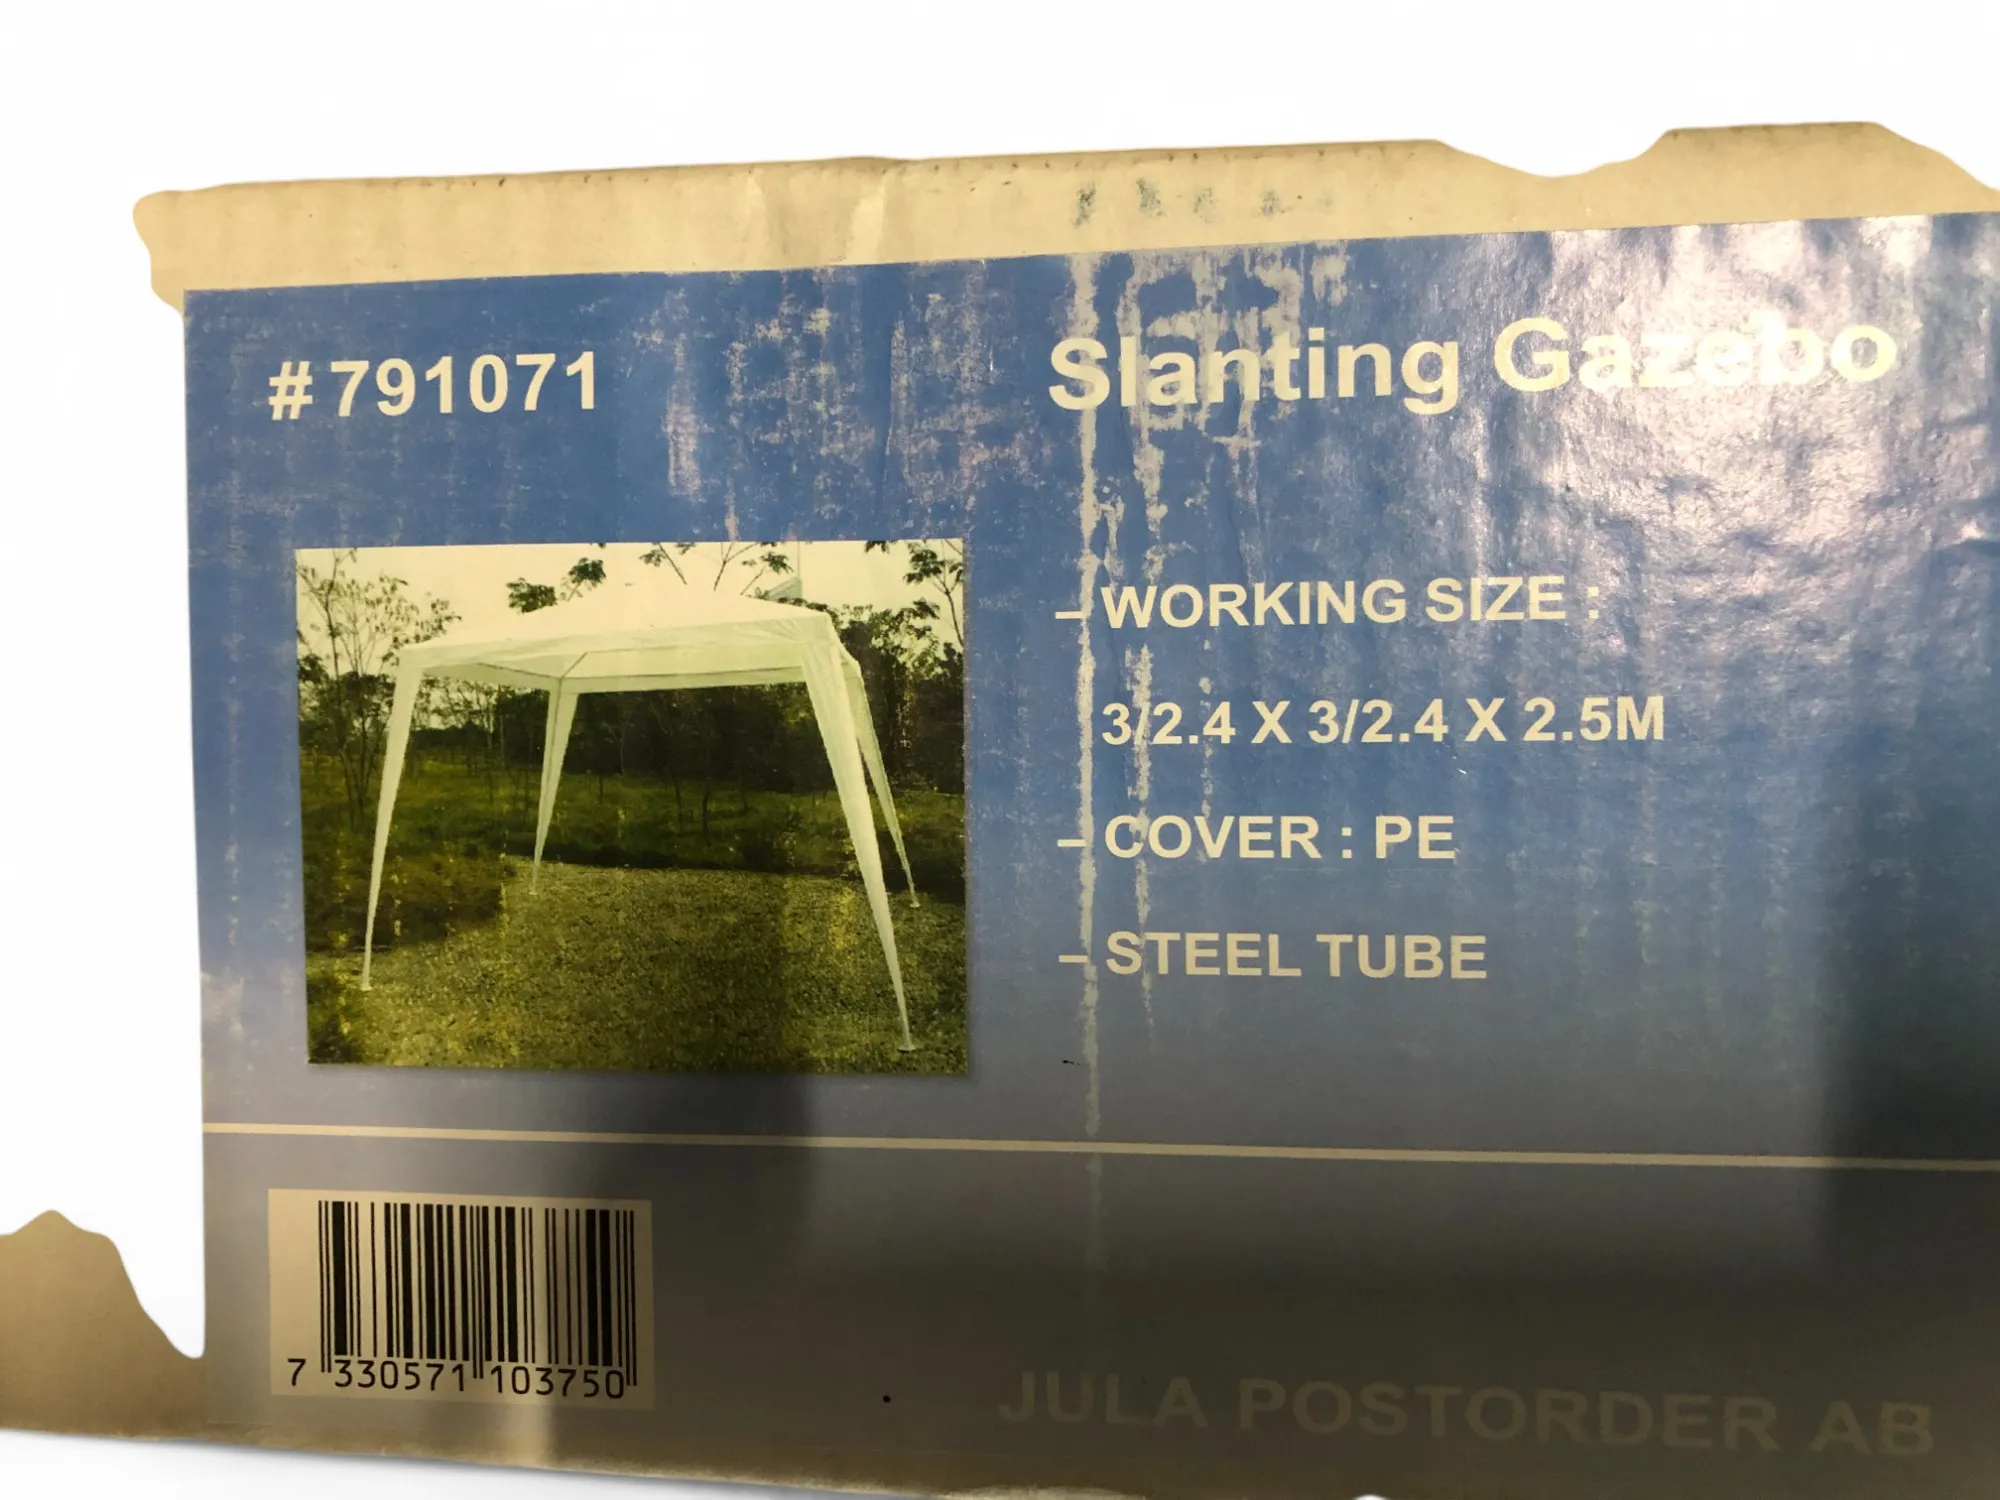 #791071
Slanting Gazebo
– WORKING SIZE :
3/2.4 X 3/2.4 X 2.5M
– COVER : PE
– STEEL TUBE
7 330571 103750
JULA POSTORDER AB